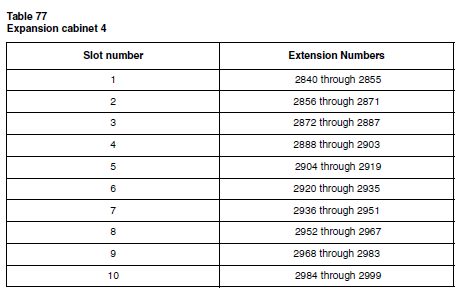 Table 77
Expansion cabinet 4
Slot number Extension Numbers
1 2840 through 2855
2 2856 through 2871
3 2872 through 2887
4 2888 through 2903
5 2904 through 2919
6 2920 through 2935
7 2936 through 2951
8 2952 through 2967
9 2968 through 2983
10 2984 through 2999